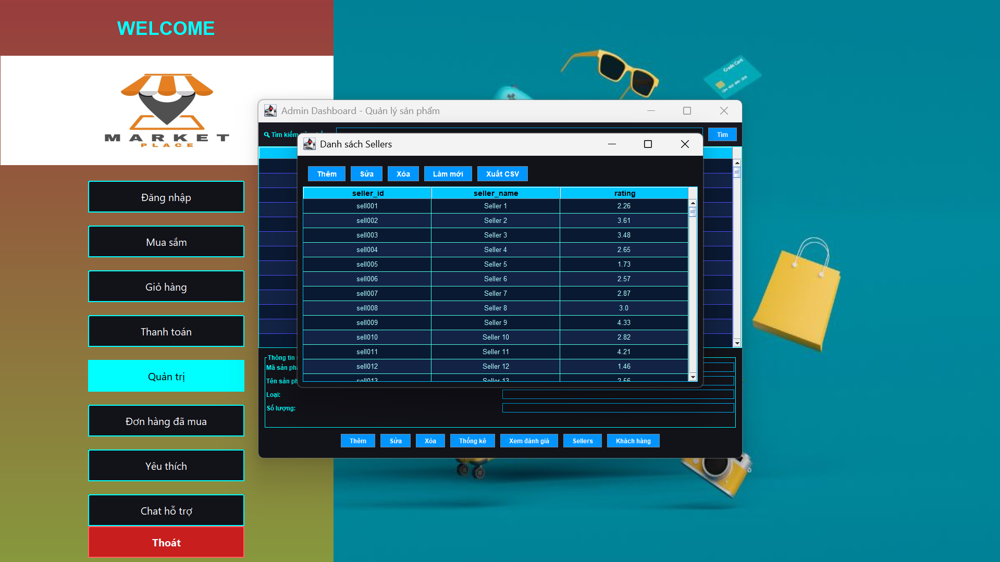 WELCOME
MARKET
PLACE
Đăng nhập
Mua sắm
Giỏ hàng
Thanh toán
Quản trị
Đơn hàng đã mua
Yêu thích
Chat hỗ trợ
Thoát
Credit Card
Admin Dashboard - Quản lý sản phẩm
Tìm kiếm
Tìm
Danh sách Sellers
Thêm Sửa Xóa Làm mới Xuất CSV
seller_id seller_name rating
sell001 Seller 1 2.26
sell002 Seller 2 3.61
sell003 Seller 3 3.48
sell004 Seller 4 2.65
sell005 Seller 5 1.73
sell006 Seller 6 2.57
sell007 Seller 7 2.87
sell008 Seller 8 3.0
sell009 Seller 9 4.33
sell010 Seller 10 2.82
sell011 Seller 11 4.21
sell012 Seller 12 1.46
sell013 Seller 13 2.56
Thông tin
Mã sản
Tên sản
Loại:
Số lượng:
Thêm Sửa Xóa Thống kê Xem đánh giá Sellers Khách hàng